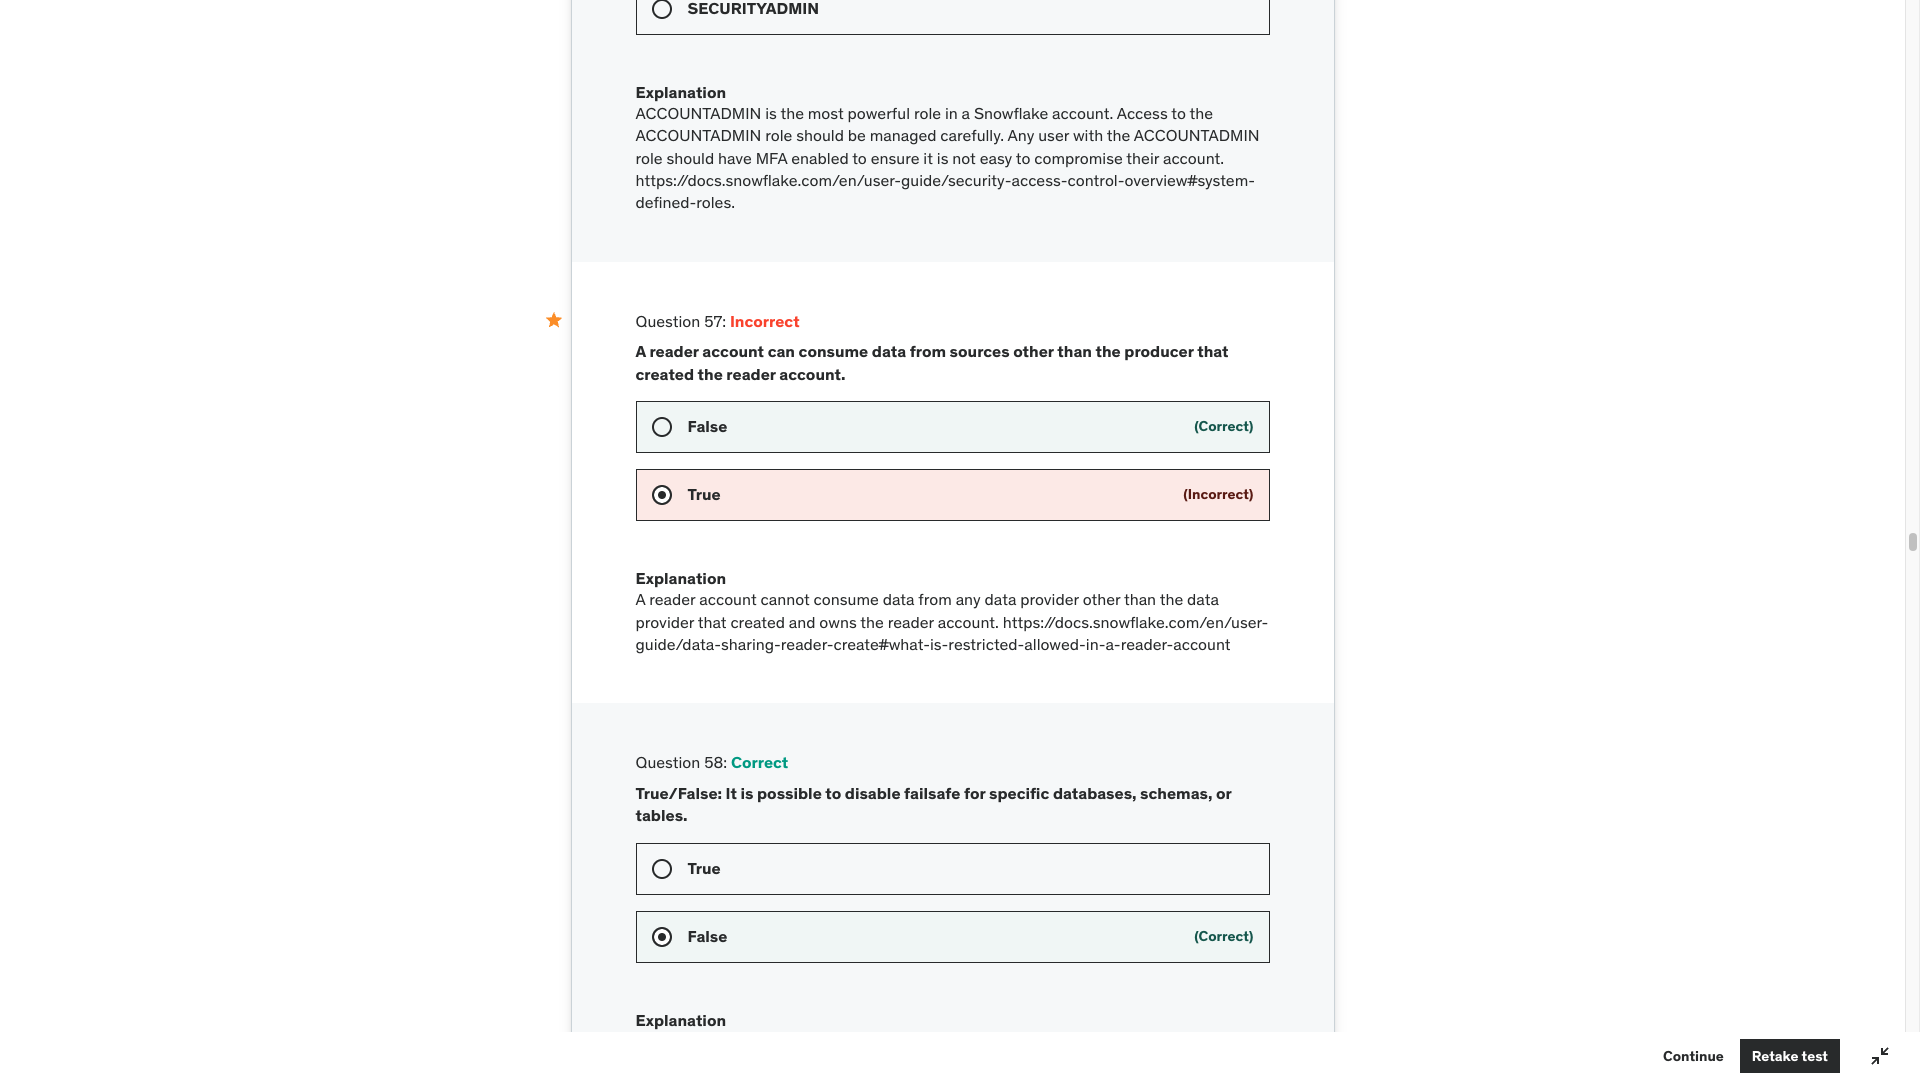 SECURITYADMIN
Explanation
ACCOUNTADMIN is the most powerful role in a Snowflake account. Access to the
ACCOUNTADMIN role should be managed carefully. Any user with the ACCOUNTADMIN
role should have MFA enabled to ensure it is not easy to compromise their account.
https://docs.snowflake.com/en/user-guide/security-access-control-overview#system-
defined-roles.
Question 57: Incorrect
A reader account can consume data from sources other than the producer that
created the reader account.
False (Correct)
True (Incorrect)
Explanation
A reader account cannot consume data from any data provider other than the data
provider that created and owns the reader account. https://docs.snowflake.com/en/user-
guide/data-sharing-reader-create#what-is-restricted-allowed-in-a-reader-account
Question 58: Correct
True/False: It is possible to disable failsafe for specific databases, schemas, or
tables.
True
False (Correct)
Explanation
Continue Retake test